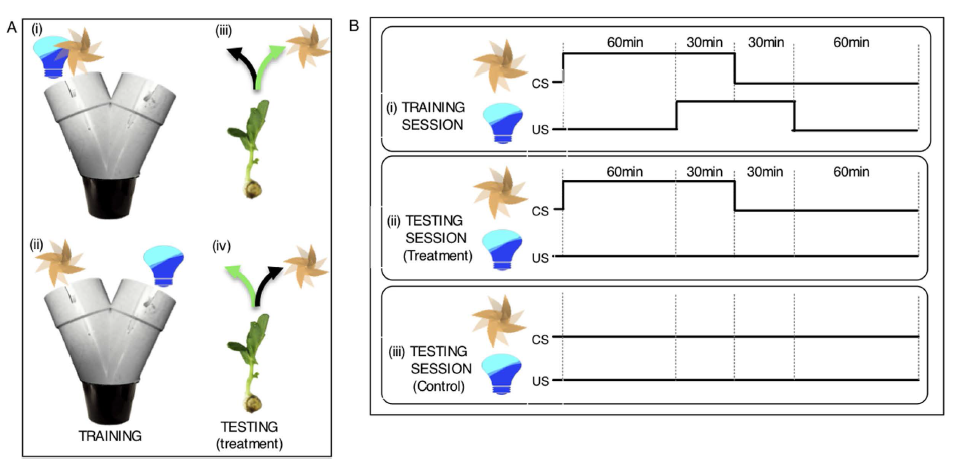 A
(i)
(iii)
(ii)
(iv)
TRAINING
TESTING
(treatment)
B
60min 30min 30min 60min
CS
(i) TRAINING
SESSION
US
60min 30min 30min 60min
CS
(ii) TESTING
SESSION
(Treatment)
US
CS
(iii) TESTING
SESSION
(Control)
US